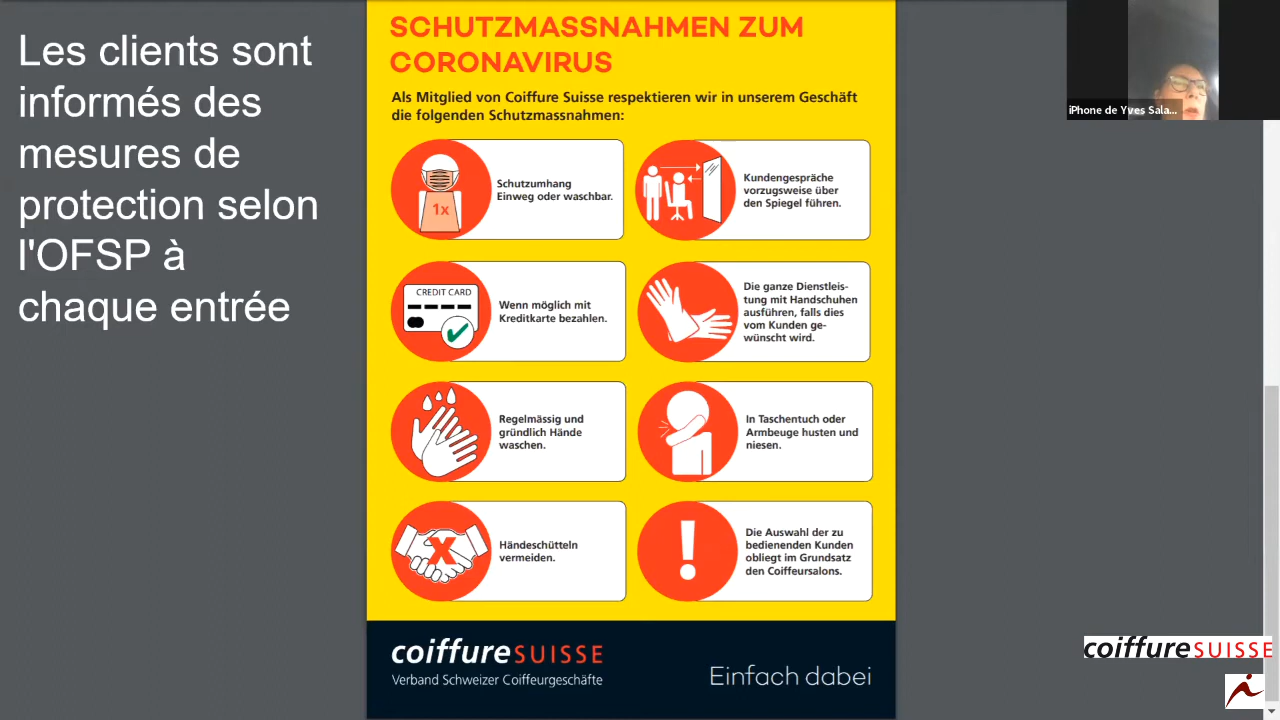 Les clients sont
informés des
mesures de
protection selon
l'OFSP à
chaque entrée
SCHUTZMASSNAHMEN ZUM
CORONAVIRUS
Als Mitglied von Coiffure Suisse respektieren wir in unserem Geschäft
die folgenden Schutzmassnahmen:
1x
Schutzumhang
Einweg oder waschbar.
Kundengespräche
vorzugsweise über
den Spiegel führen.
CREDIT CARD
Wenn möglich mit
Kreditkarte bezahlen.
Die ganze Dienstleis-
tung mit Handschuhen
ausführen, falls dies
vom Kunden ge-
wünscht wird.
Regelmässig und
gründlich Hände
waschen.
In Taschentuch oder
Armbeuge husten und
niesen.
Händeschütteln
vermeiden.
Die Auswahl der zu
bedienenden Kunden
obliegt im Grundsatz
den Coiffeursalons.
coiffureSUISSE
Verband Schweizer Coiffeurgeschäfte
Einfach dabei
iPhone de Yves Sala...
coiffureSUISSE